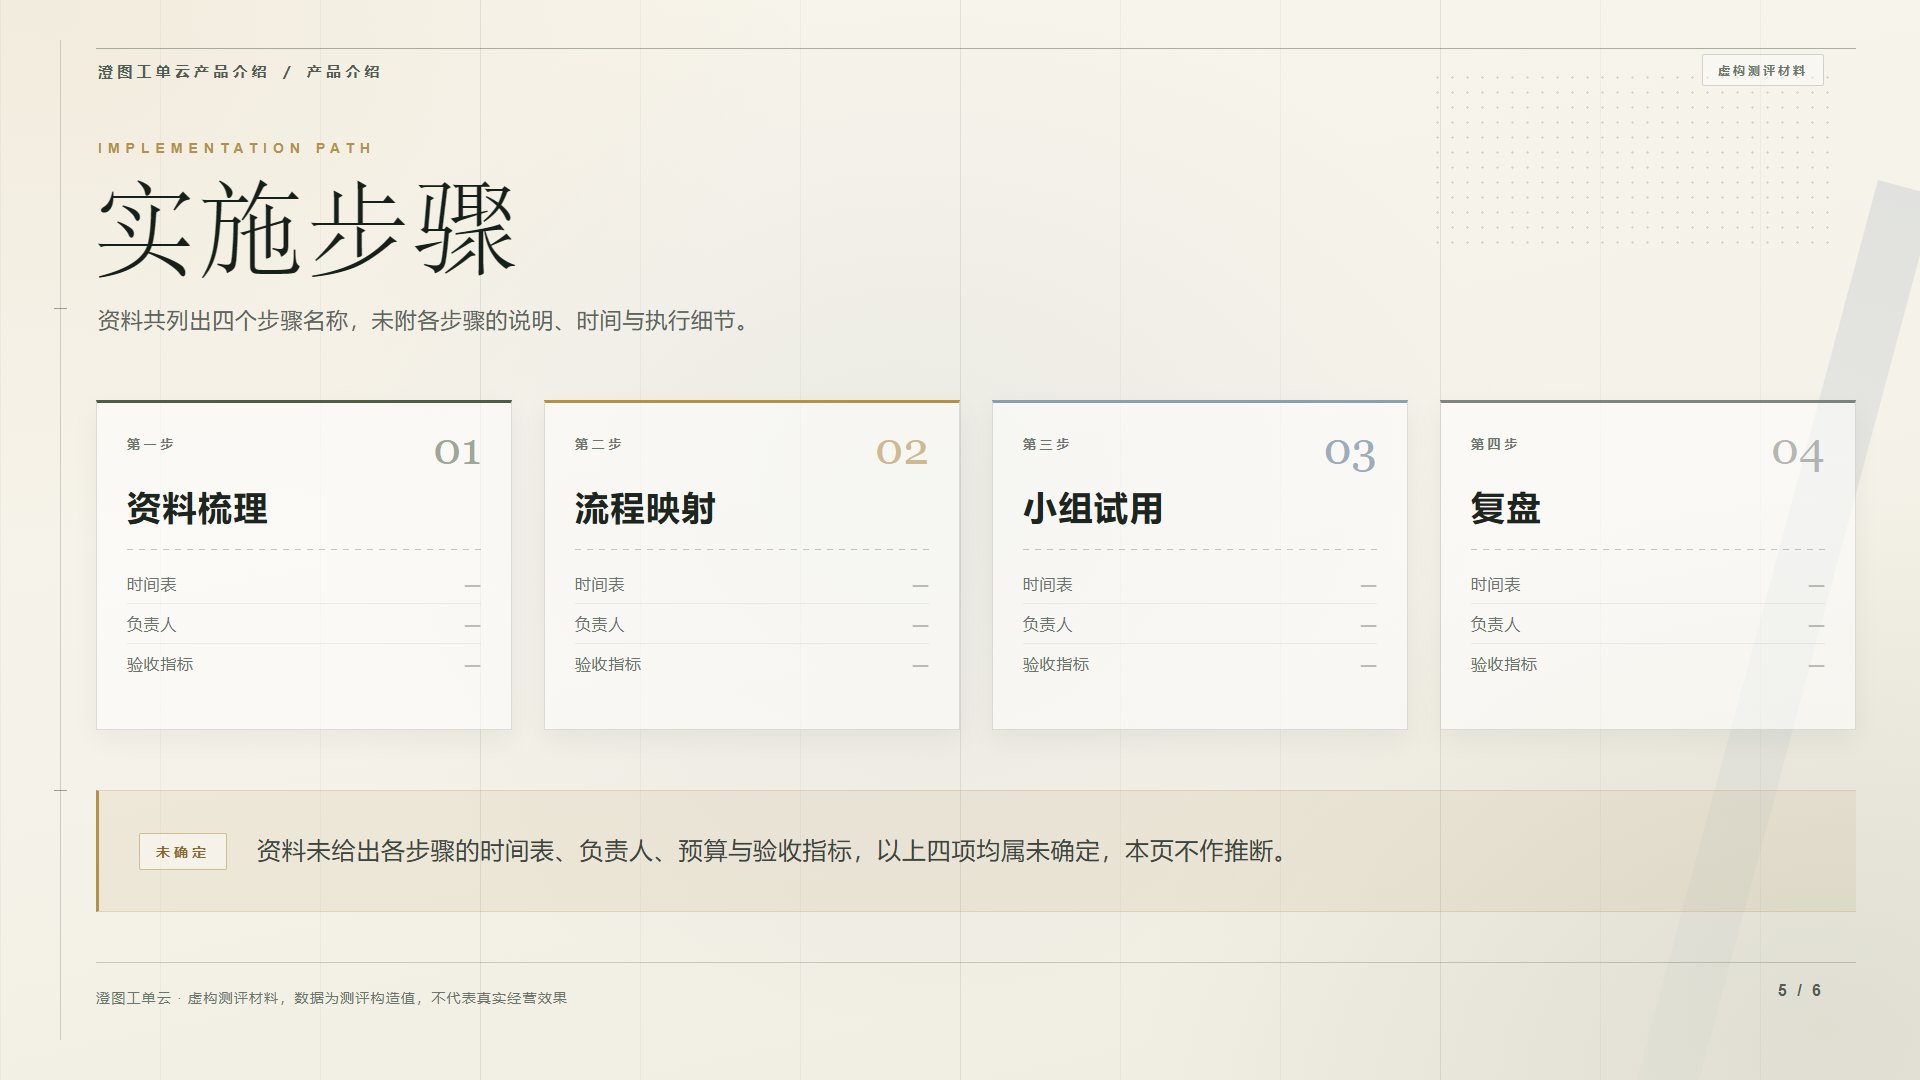 澄图工单云产品介绍 / 产品介绍
虚构测评材料
IMPLEMENTATION PATH
实施步骤
资料共列出四个步骤名称，未附各步骤的说明、时间与执行细节。
第一步
01
资料梳理
时间表 —
负责人 —
验收指标 —
第二步
02
流程映射
时间表 —
负责人 —
验收指标 —
第三步
03
小组试用
时间表 —
负责人 —
验收指标 —
第四步
04
复盘
时间表 —
负责人 —
验收指标 —
未确定
资料未给出各步骤的时间表、负责人、预算与验收指标，以上四项均属未确定，本页不作推断。
澄图工单云 · 虚构测评材料，数据为测评构造值，不代表真实经营效果
5 / 6